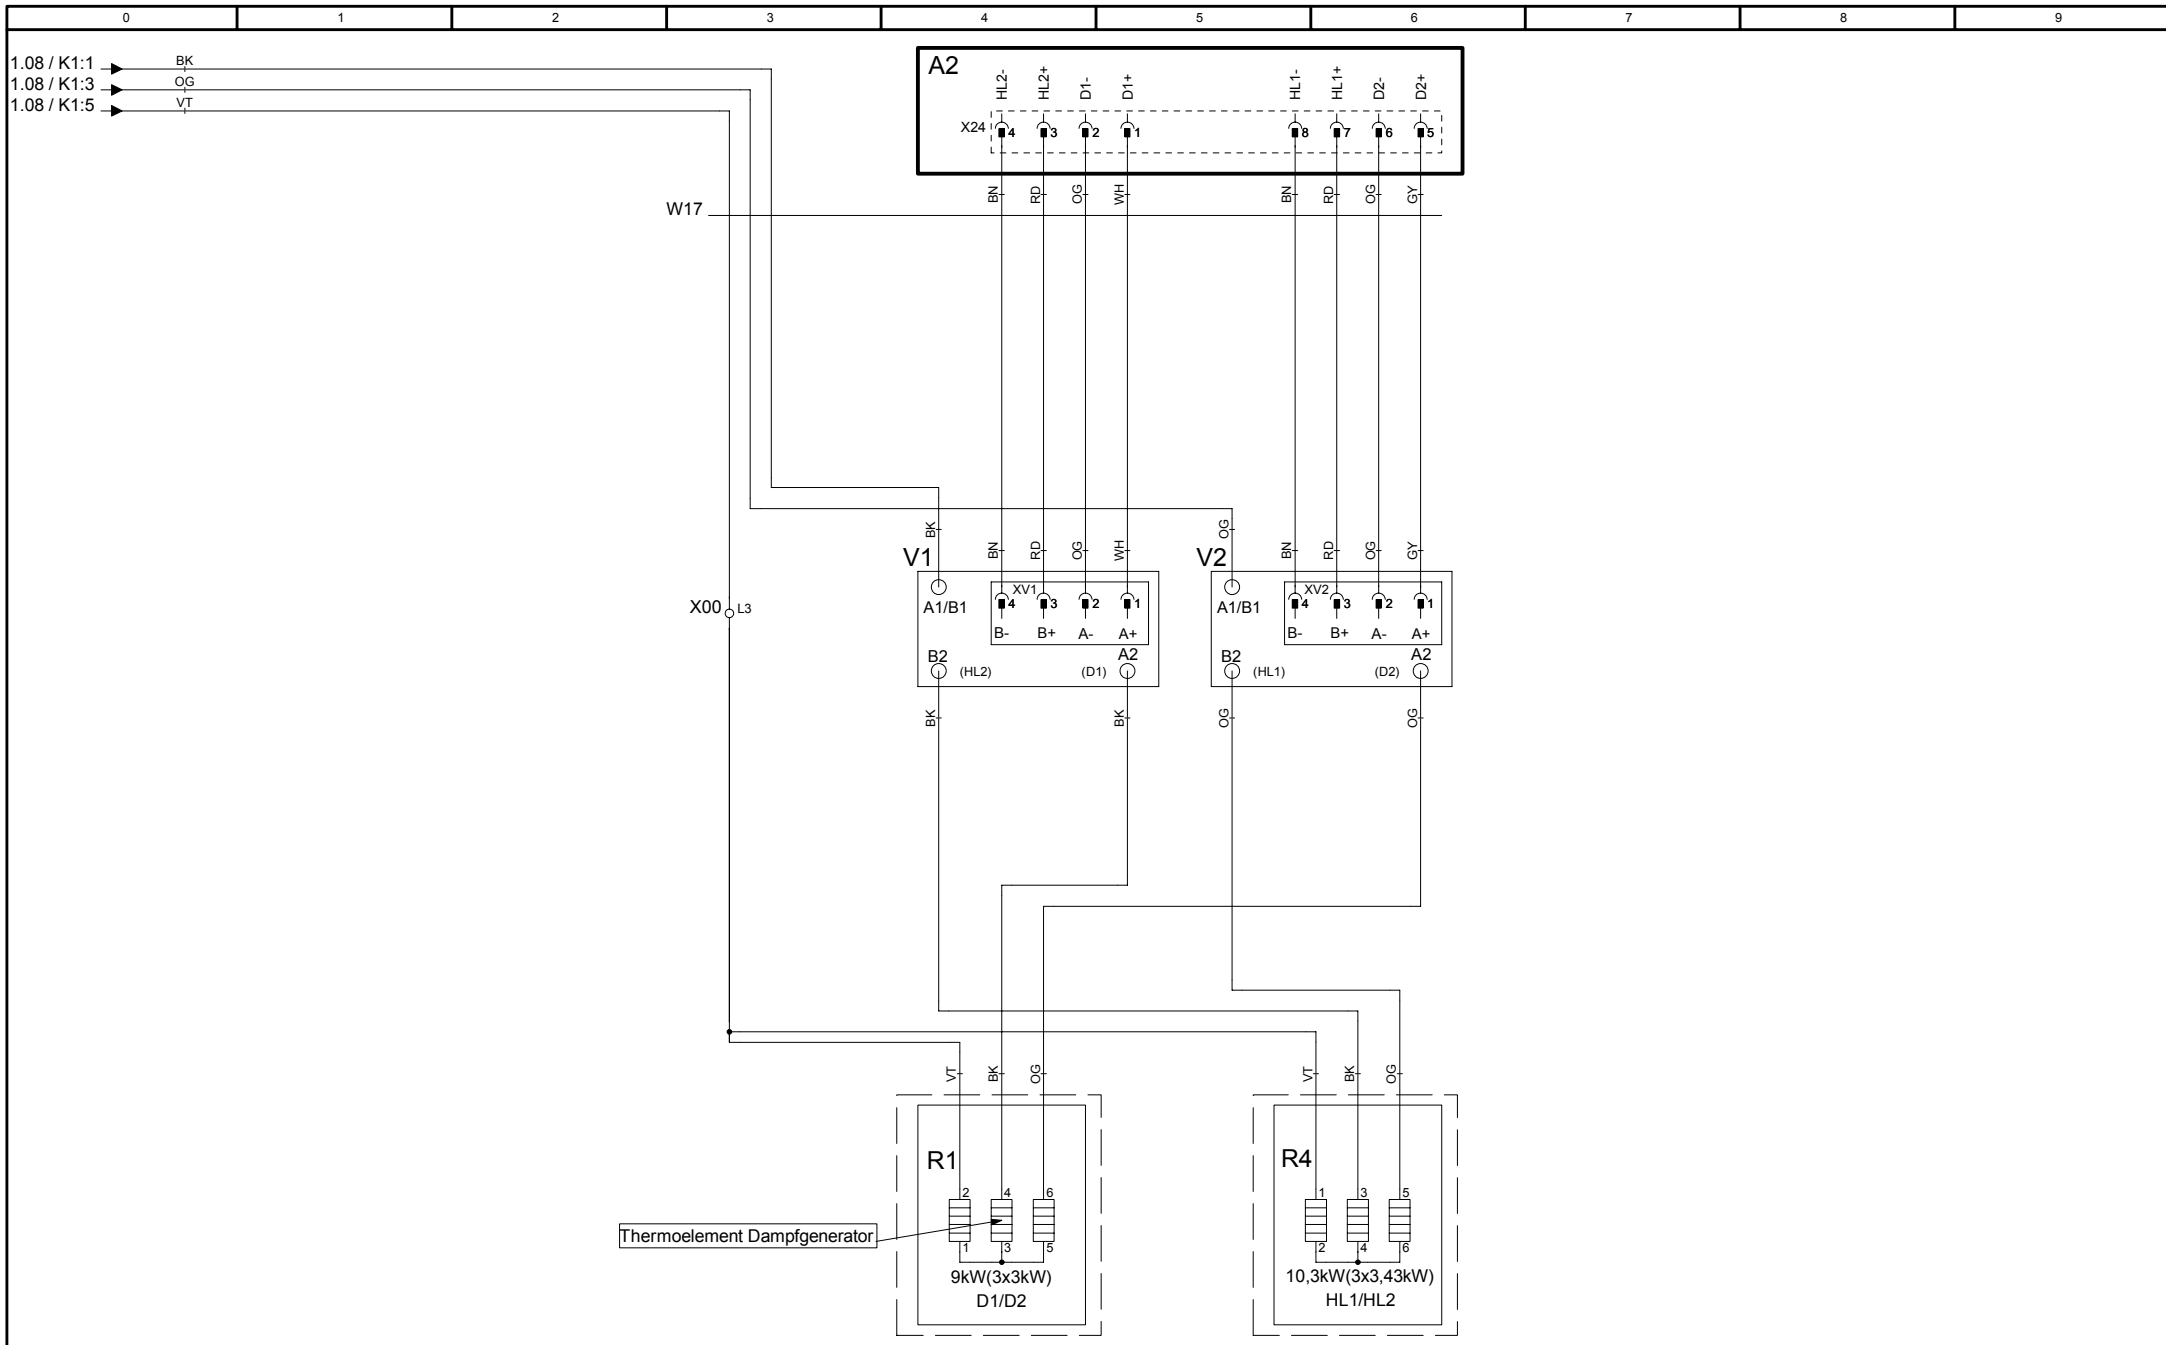 0 1 2 3 4 5 6 7 8 9
1.08 / K1:1 BK
1.08 / K1:3 OG
1.08 / K1:5 VT
A2
HL2- HL2+ D1- D1+ HL1- HL1+ D2- D2+
X24 4 3 2 1 8 7 6 5
BN RD OG WH BN RD OG GY
W17
BK OG
BN RD OG WH BN RD OG GY
V1 V2
XV1 XV2
4 3 2 1 4 3 2 1
X00 L3
A1/B1 A1/B1
B- B+ A- A+ B- B+ A- A+
B2 (HL2) (D1) A2 B2 (HL1) (D2) A2
BK BK OG OG
VT BK OG VT BK OG
R1 R4
2 4 6 1 3 5
Thermoelement Dampfgenerator
1 3 5 2 4 6
9kW(3x3kW) 10,3kW(3x3,43kW)
D1/D2 HL1/HL2